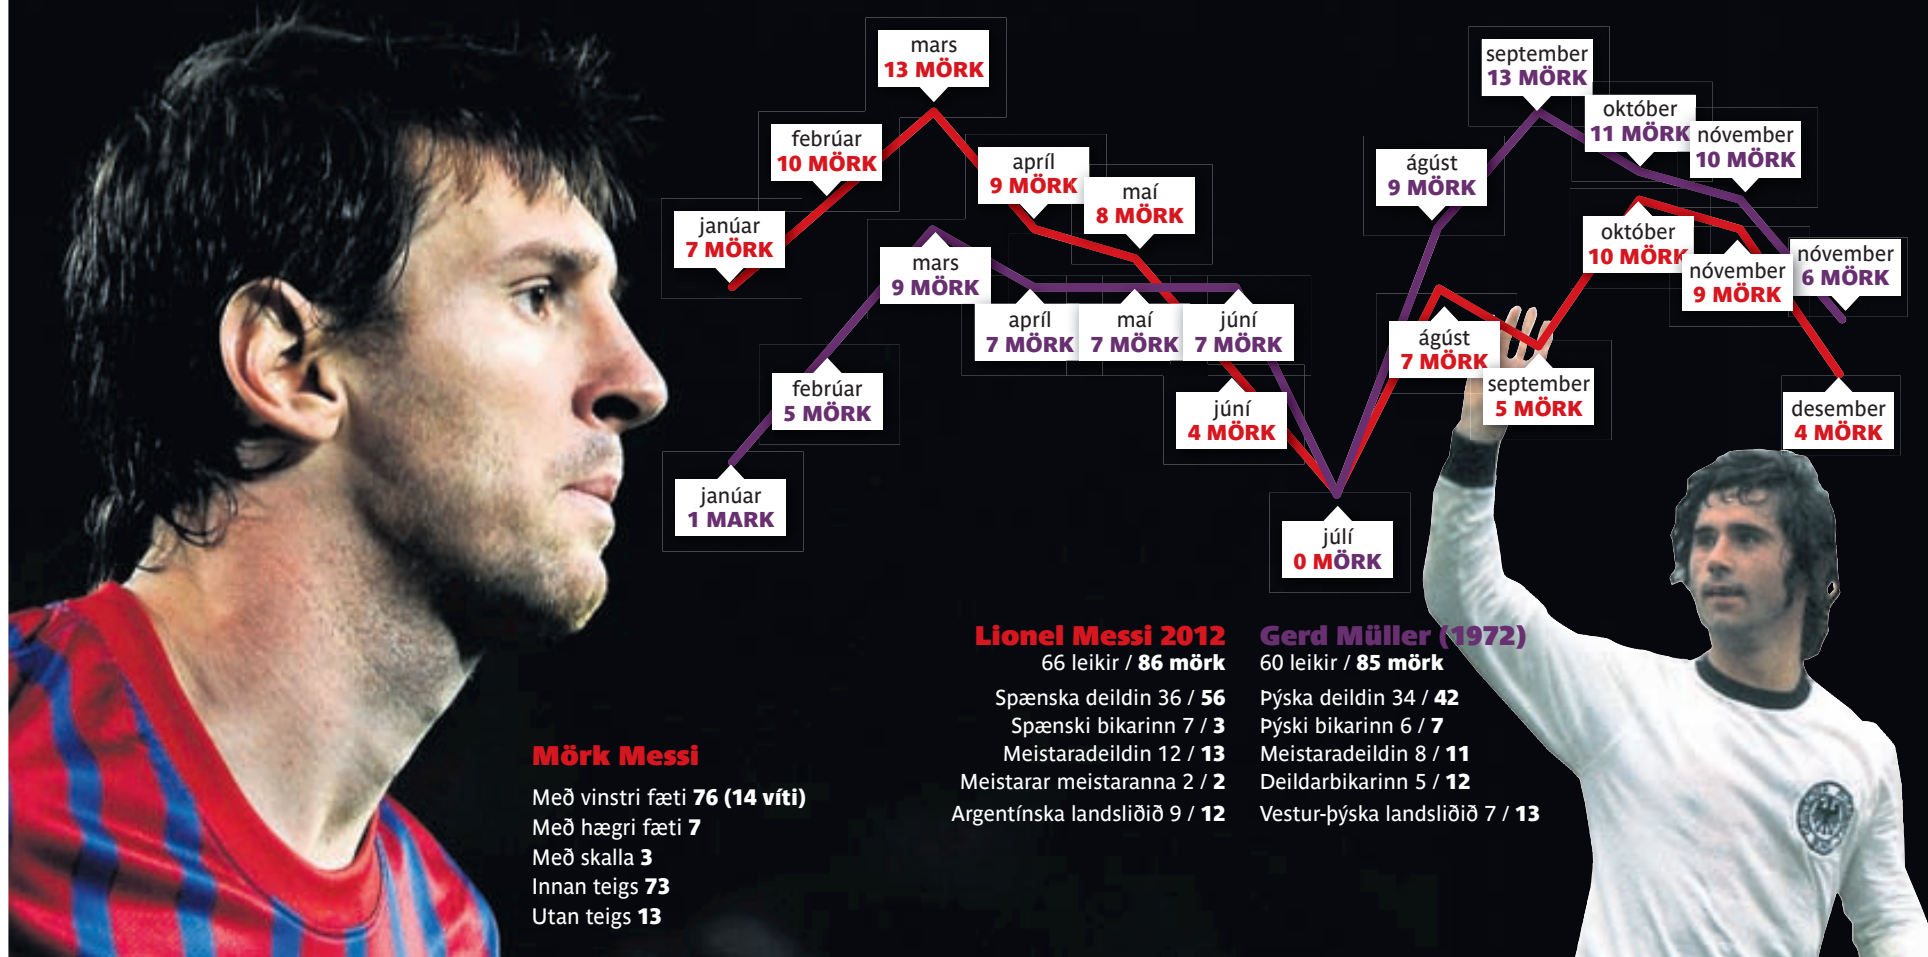 mars
13 MÖRK
febrúar
10 MÖRK
janúar
7 MÖRK
apríl
9 MÖRK
maí
8 MÖRK
mars
9 MÖRK
apríl
7 MÖRK
maí
7 MÖRK
júní
7 MÖRK
febrúar
5 MÖRK
janúar
1 MARK
júní
4 MÖRK
júlí
0 MÖRK
september
13 MÖRK
október
11 MÖRK
nóvember
10 MÖRK
ágúst
9 MÖRK
október
10 MÖRK
nóvember
9 MÖRK
nóvember
6 MÖRK
ágúst
7 MÖRK
september
5 MÖRK
desember
4 MÖRK
Lionel Messi 2012
66 leikir / 86 mörk
Spænska deildin 36 / 56
Spænski bikarinn 7 / 3
Meistaradeildin 12 / 13
Meistarar meistaranna 2 / 2
Argentínska landsliðið 9 / 12
Gerd Müller (1972)
60 leikir / 85 mörk
Þýska deildin 34 / 42
Þýski bikarinn 6 / 7
Meistaradeildin 8 / 11
Deildarbikarinn 5 / 12
Vestur-þýska landsliðið 7 / 13
Mörk Messi
Með vinstri fæti 76 (14 víti)
Með hægri fæti 7
Með skalla 3
Innan teigs 73
Utan teigs 13